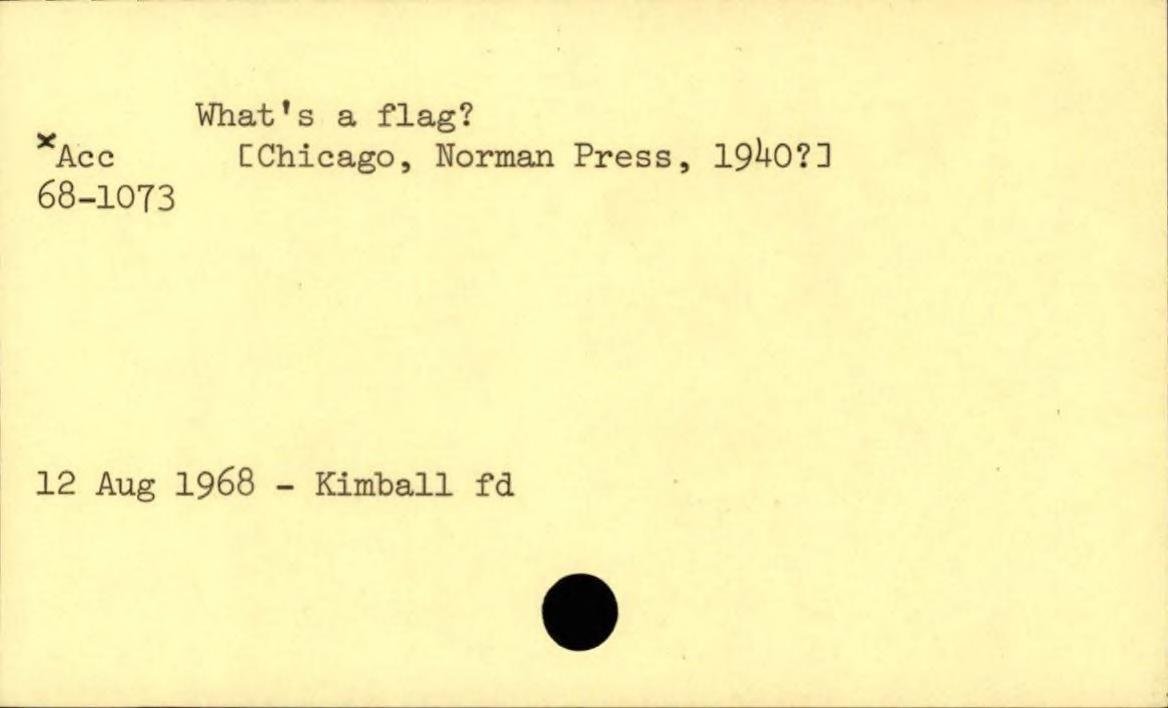 What's a flag?
*Acc [Chicago, Norman Press, 1940?]
68-1073
12 Aug 1968 - Kimball fd